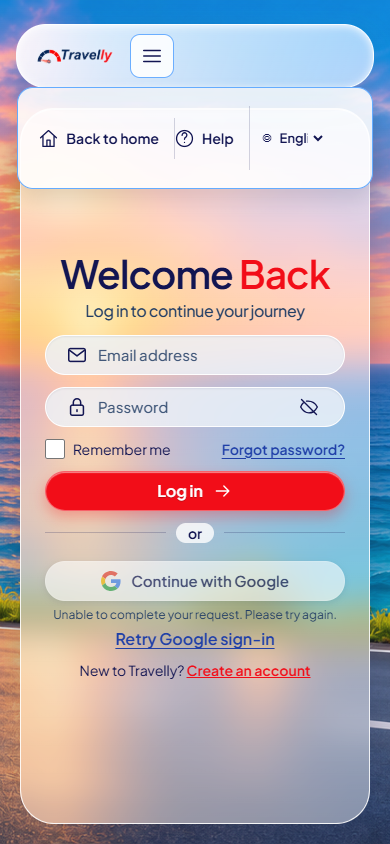 Travelly
Back to home
Help
Engli
Welcome Back
Log in to continue your journey
Email address
Password
Remember me
Forgot password?
Log in
or
Continue with Google
Unable to complete your request. Please try again.
Retry Google sign-in
New to Travelly? Create an account